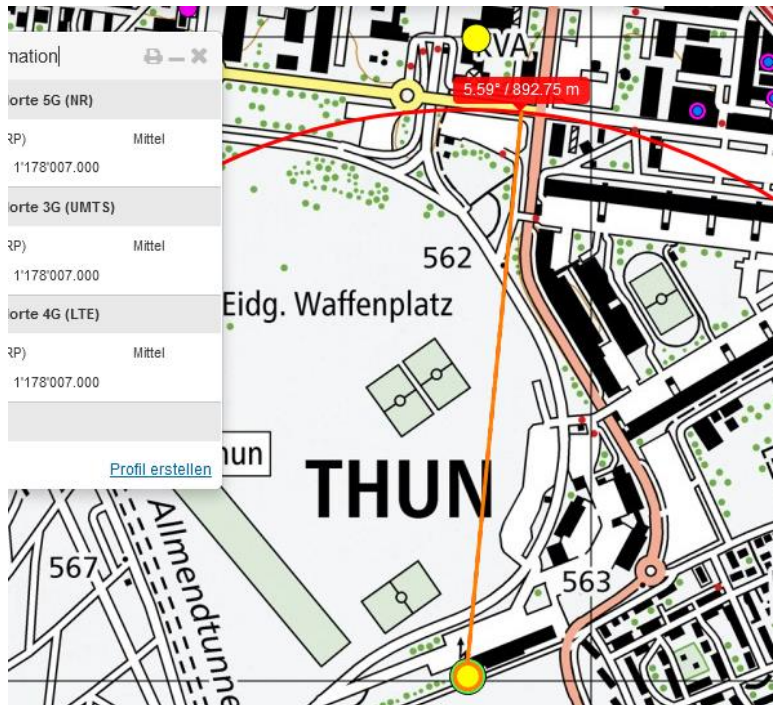 mation
KVA
5.59° / 892.75 m
orte 5G (NR)
RP) Mittel
1'178'007.000
orte 3G (UMTS)
RP) Mittel
1'178'007.000
562
Eidg. Waffenplatz
orte 4G (LTE)
RP) Mittel
1'178'007.000
Profil erstellen
hun
THUN
Allmendtunne
567
563